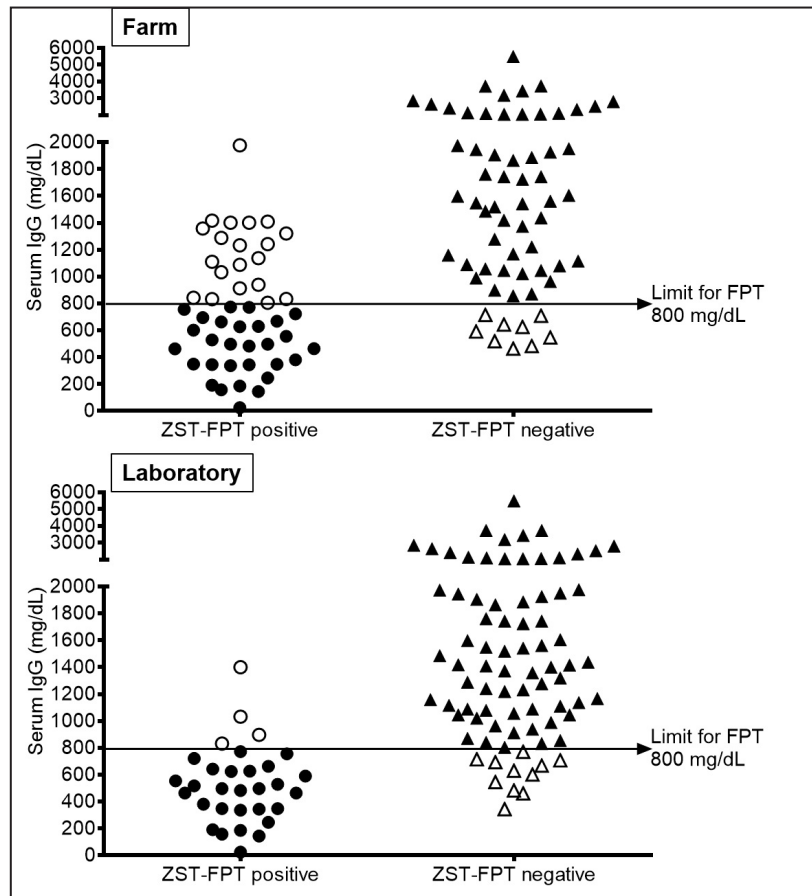 Farm
6000
5000
4000
3000
2000
1800
1600
1400
1200
1000
800
600
400
200
0
Serum IgG (mg/dL)
Limit for FPT
800 mg/dL
ZST-FPT positive
ZST-FPT negative
Laboratory
6000
5000
4000
3000
2000
1800
1600
1400
1200
1000
800
600
400
200
0
Serum IgG (mg/dL)
Limit for FPT
800 mg/dL
ZST-FPT positive
ZST-FPT negative